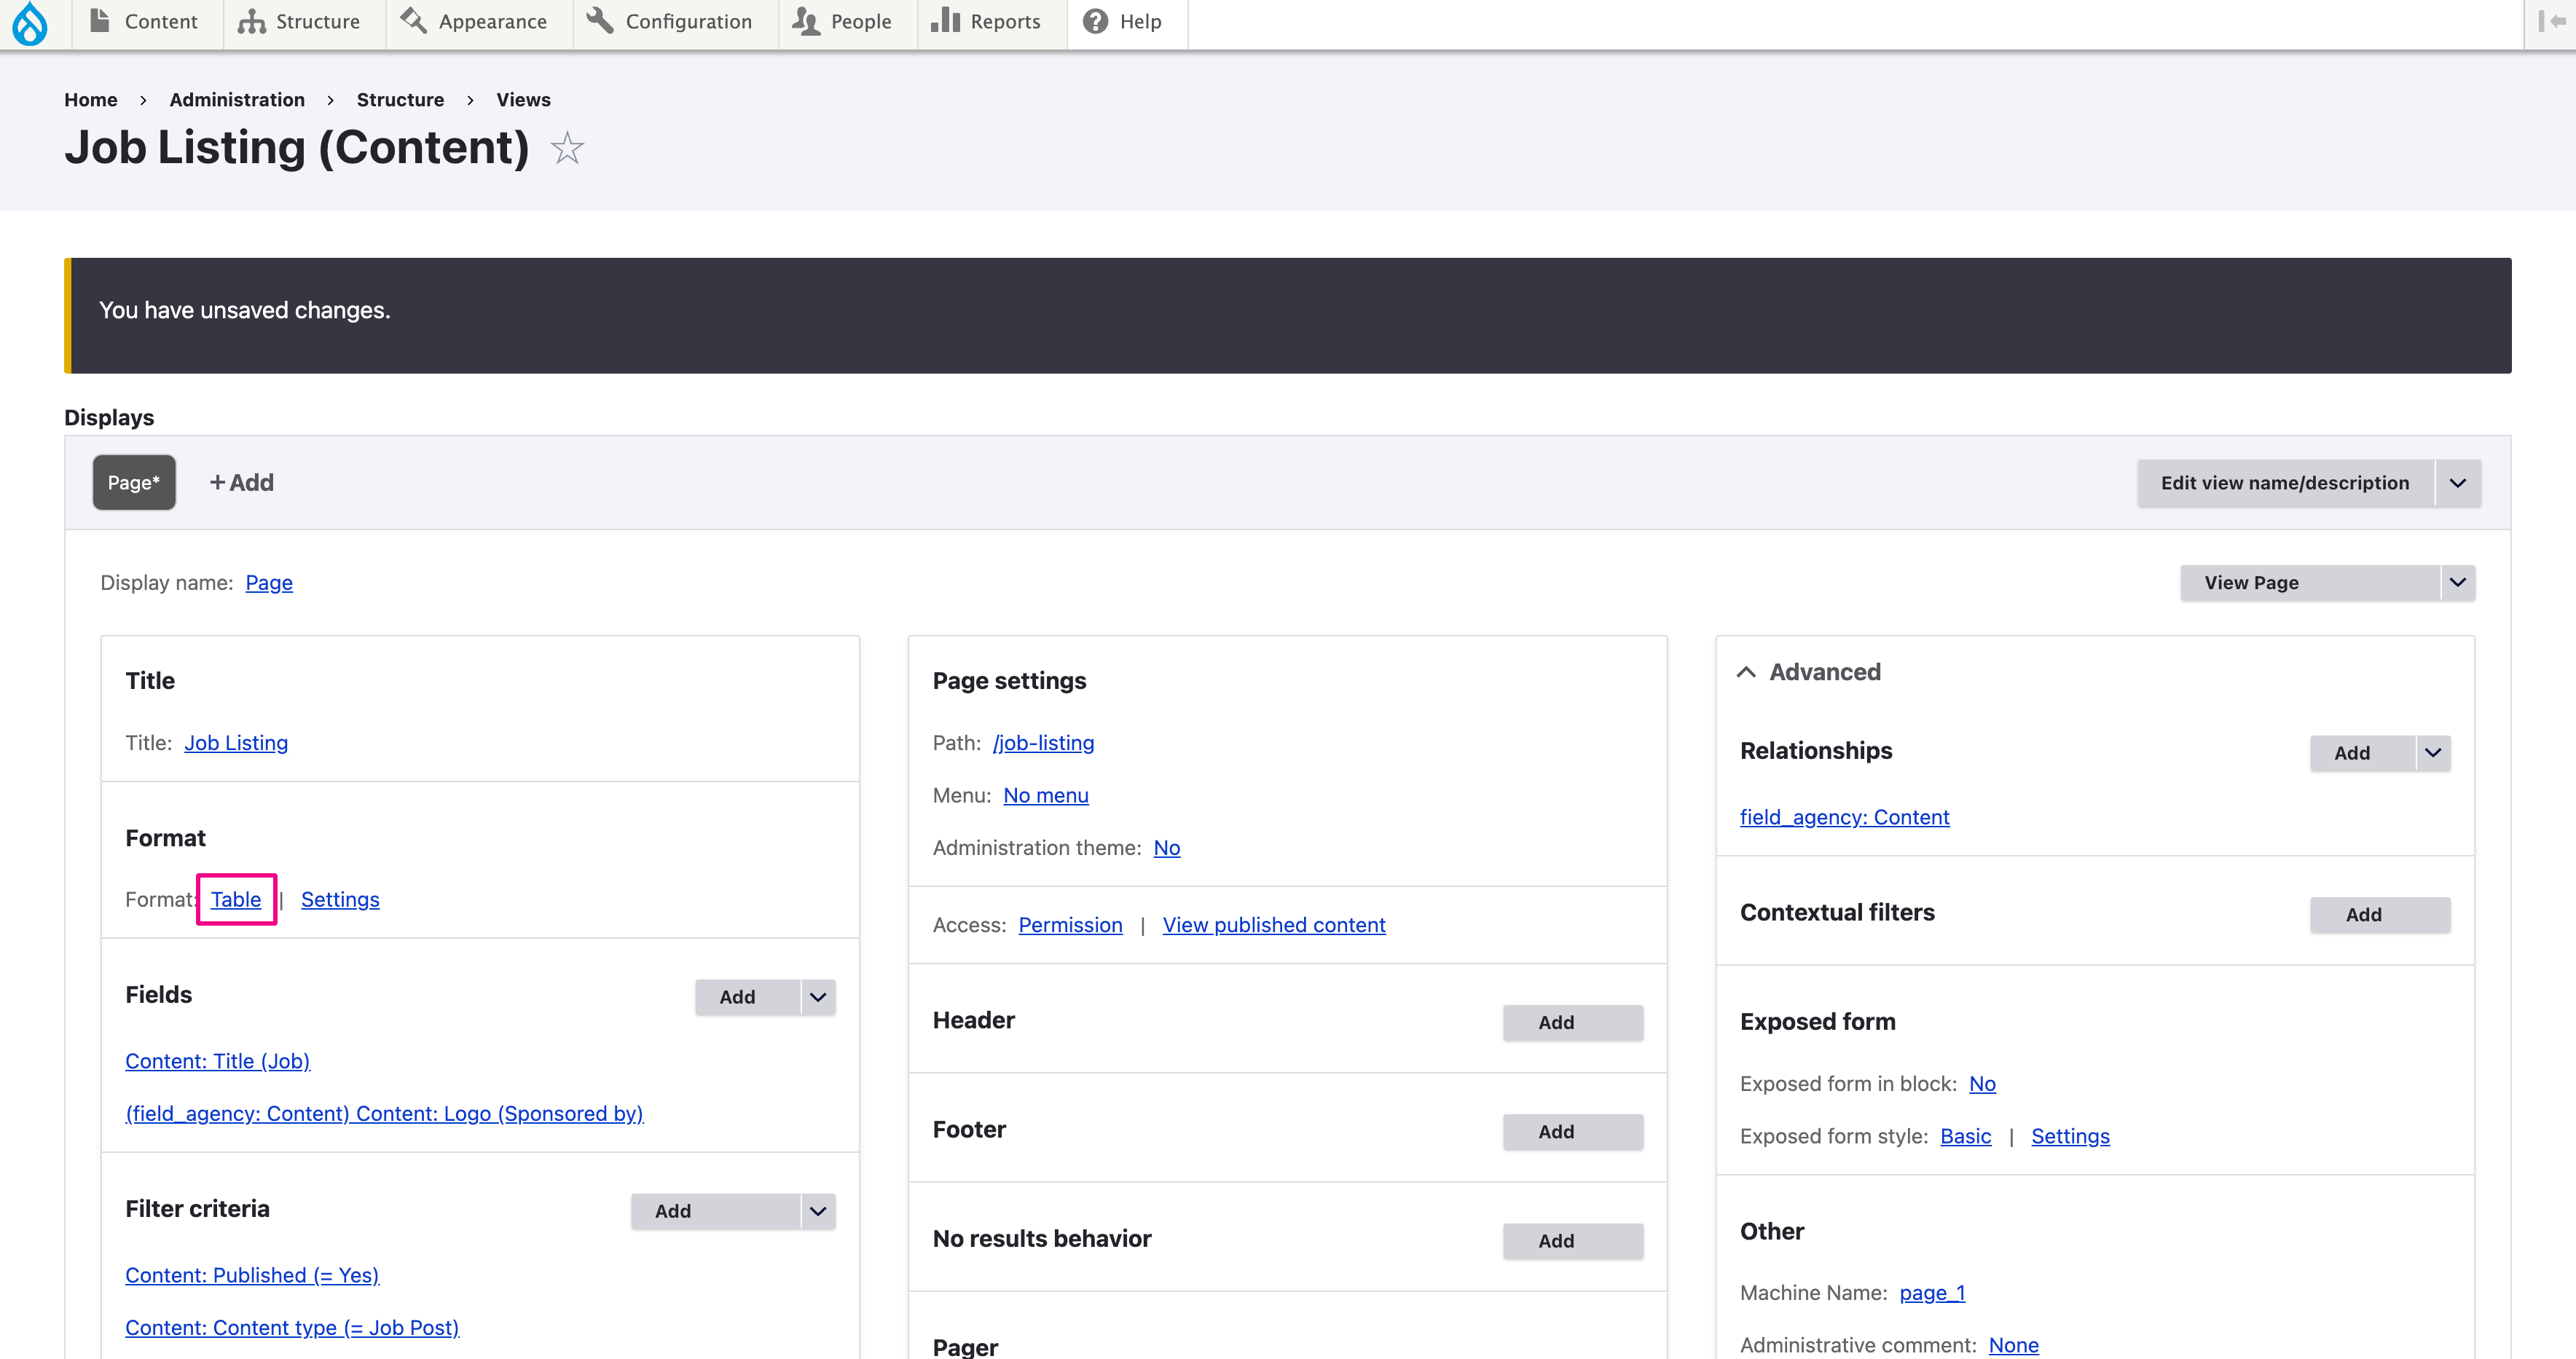 Content Structure Appearance Configuration People Reports Help
Home › Administration › Structure › Views
Job Listing (Content)
You have unsaved changes.
Displays
Page* + Add Edit view name/description
Display name: Page View Page
Title
Title: Job Listing
Format
Format: Table | Settings
Fields Add
Content: Title (Job)
(field_agency: Content) Content: Logo (Sponsored by)
Filter criteria Add
Content: Published (= Yes)
Content: Content type (= Job Post)
Page settings
Path: /job-listing
Menu: No menu
Administration theme: No
Access: Permission | View published content
Header Add
Footer Add
No results behavior Add
Pager
Advanced
Relationships Add
field_agency: Content
Contextual filters Add
Exposed form
Exposed form in block: No
Exposed form style: Basic | Settings
Other
Machine Name: page_1
Administrative comment: None